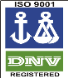 ISO 9001
DNV
REGISTERED